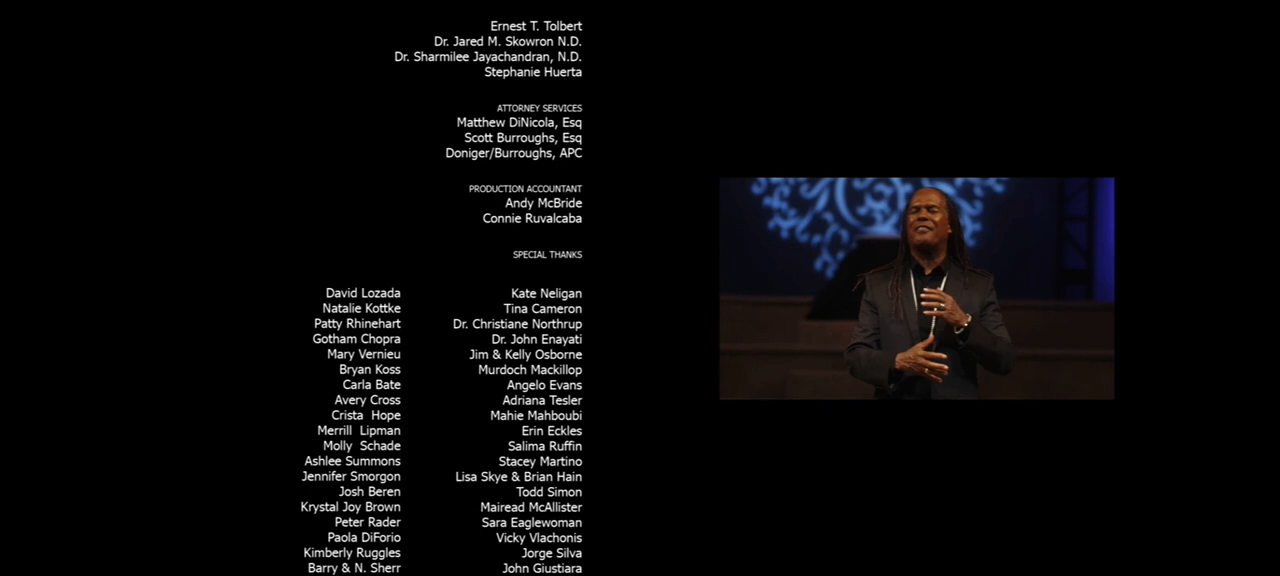 Ernest T. Tolbert
Dr. Jared M. Skowron N.D.
Dr. Sharmilee Jayachandran, N.D.
Stephanie Huerta
ATTORNEY SERVICES
Matthew DiNicola, Esq
Scott Burroughs, Esq
Doniger/Burroughs, APC
PRODUCTION ACCOUNTANT
Andy McBride
Connie Ruvalcaba
SPECIAL THANKS
David Lozada Kate Neligan
Natalie Kottke Tina Cameron
Patty Rhinehart Dr. Christiane Northrup
Gotham Chopra Dr. John Enayati
Mary Vernieu Jim & Kelly Osborne
Bryan Koss Murdoch Mackillop
Carla Bate Angelo Evans
Avery Cross Adriana Tesler
Crista Hope Mahie Mahboubi
Merrill Lipman Erin Eckles
Molly Schade Salima Ruffin
Ashlee Summons Stacey Martino
Jennifer Smorgon Lisa Skye & Brian Hain
Josh Beren Todd Simon
Krystal Joy Brown Mairead McAllister
Peter Rader Sara Eaglewoman
Paola DiForio Vicky Vlachonis
Kimberly Ruggles Jorge Silva
Barry & N. Sherr John Giustiara